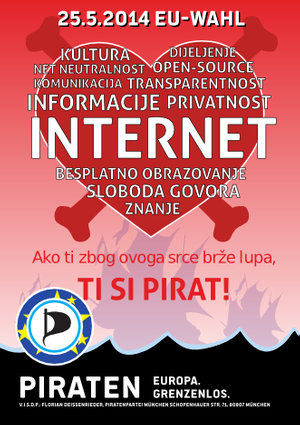 25.5.2014 EU-WAHL
KULTURA DIJELJENJE
NET NEUTRALNOST OPEN-SOURCE
KOMUNIKACIJA TRANSPARENTNOST
INFORMACIJE PRIVATNOST
INTERNET
BESPLATNO OBRAZOVANJE
SLOBODA GOVORA
ZNANJE
Ako ti zbog ovoga srce brže lupa,
TI SI PIRAT!
PIRATEN EUROPA.
GRENZENLOS.
V.I.S.D.P.: FLORIAN DEISSENRIEDER, PIRATENPARTEI MÜNCHEN SCHOPENHAUER STR. 71, 80807 MÜNCHEN